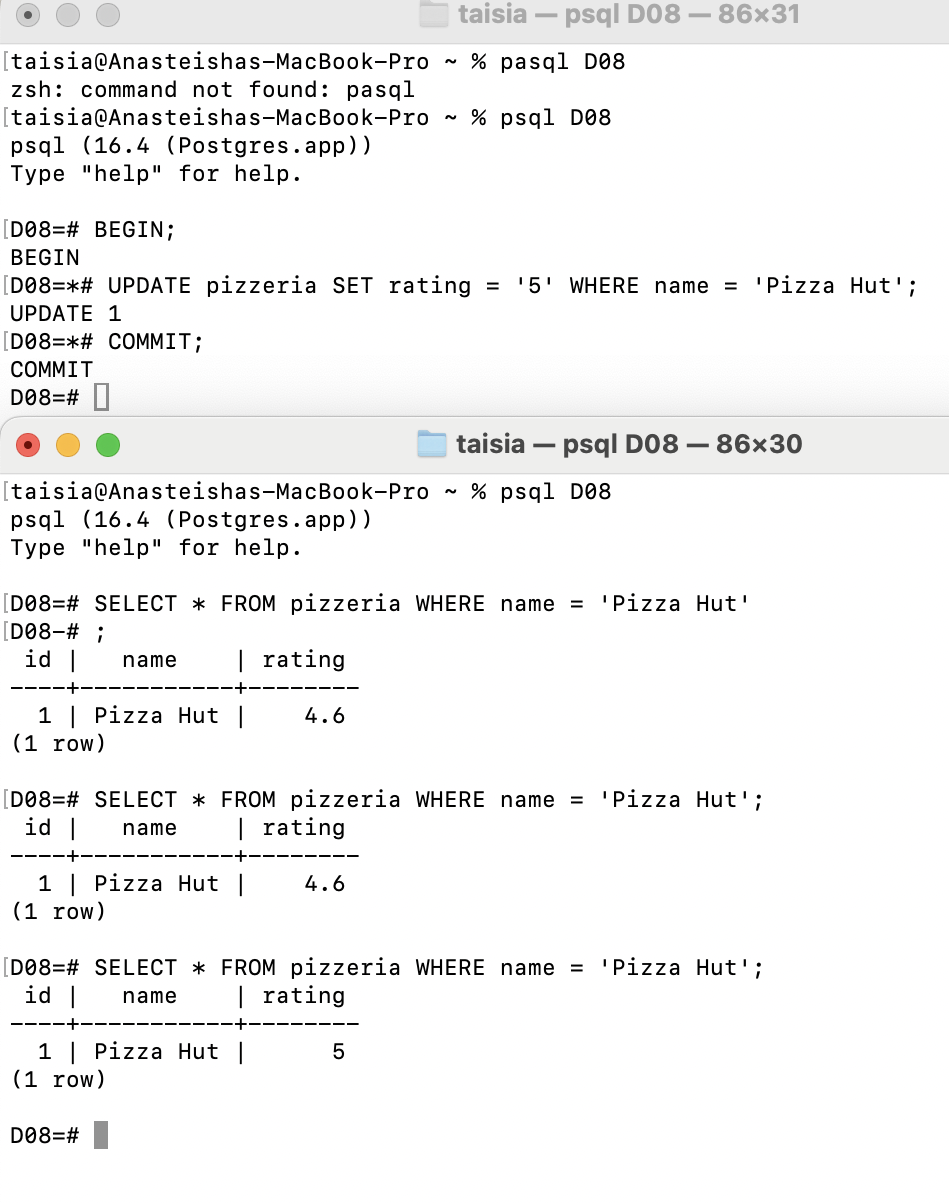 taisia — psql D08 — 86×31
[taisia@Anasteishas-MacBook-Pro ~ % pasql D08
zsh: command not found: pasql
[taisia@Anasteishas-MacBook-Pro ~ % psql D08
psql (16.4 (Postgres.app))
Type "help" for help.
[D08=# BEGIN;
BEGIN
[D08=*# UPDATE pizzeria SET rating = '5' WHERE name = 'Pizza Hut';
UPDATE 1
[D08=*# COMMIT;
COMMIT
D08=#
taisia — psql D08 — 86×30
[taisia@Anasteishas-MacBook-Pro ~ % psql D08
psql (16.4 (Postgres.app))
Type "help" for help.
[D08=# SELECT * FROM pizzeria WHERE name = 'Pizza Hut'
[D08-# ;
 id |   name    | rating
----+-----------+--------
  1 | Pizza Hut |    4.6
(1 row)
[D08=# SELECT * FROM pizzeria WHERE name = 'Pizza Hut';
 id |   name    | rating
----+-----------+--------
  1 | Pizza Hut |    4.6
(1 row)
[D08=# SELECT * FROM pizzeria WHERE name = 'Pizza Hut';
 id |   name    | rating
----+-----------+--------
  1 | Pizza Hut |      5
(1 row)
D08=#